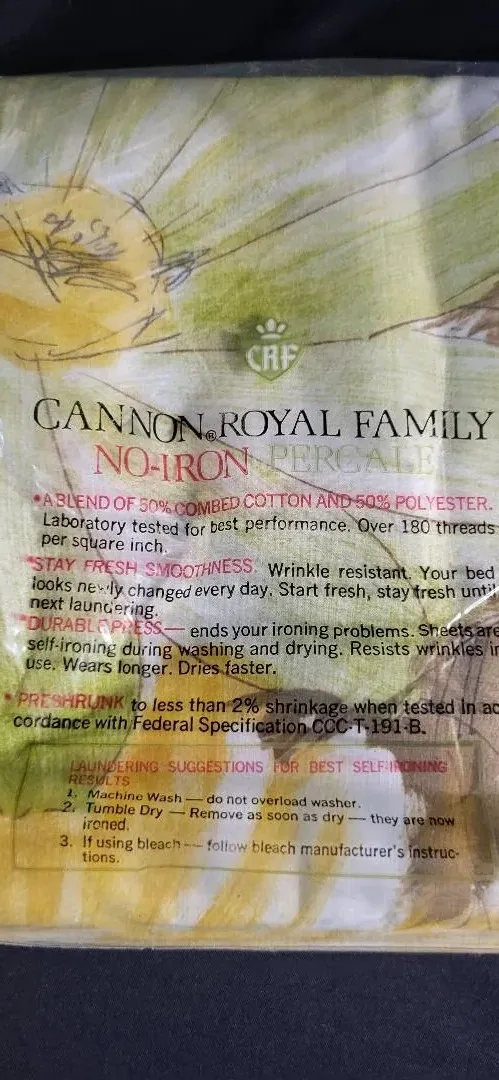 CRF
CANNON® ROYAL FAMILY
NO-IRON PERCALE
•A BLEND OF 50% COMBED COTTON AND 50% POLYESTER.
Laboratory tested for best performance. Over 180 threads
per square inch.
*STAY FRESH SMOOTHNESS. Wrinkle resistant. Your bed
looks newly changed every day. Start fresh, stay fresh until
next laundering.
*DURABLE PRESS— ends your ironing problems. Sheets are
self-ironing during washing and drying. Resists wrinkles in
use. Wears longer. Dries faster.
• PRESHRUNK to less than 2% shrinkage when tested in ac
cordance with Federal Specification CCC-T-191-B.
LAUNDERING SUGGESTIONS FOR BEST SELF-IRONING
RESULTS
1. Machine Wash — do not overload washer.
2. Tumble Dry — Remove as soon as dry — they are now
ironed.
3. If using bleach — follow bleach manufacturer's instruc-
tions.